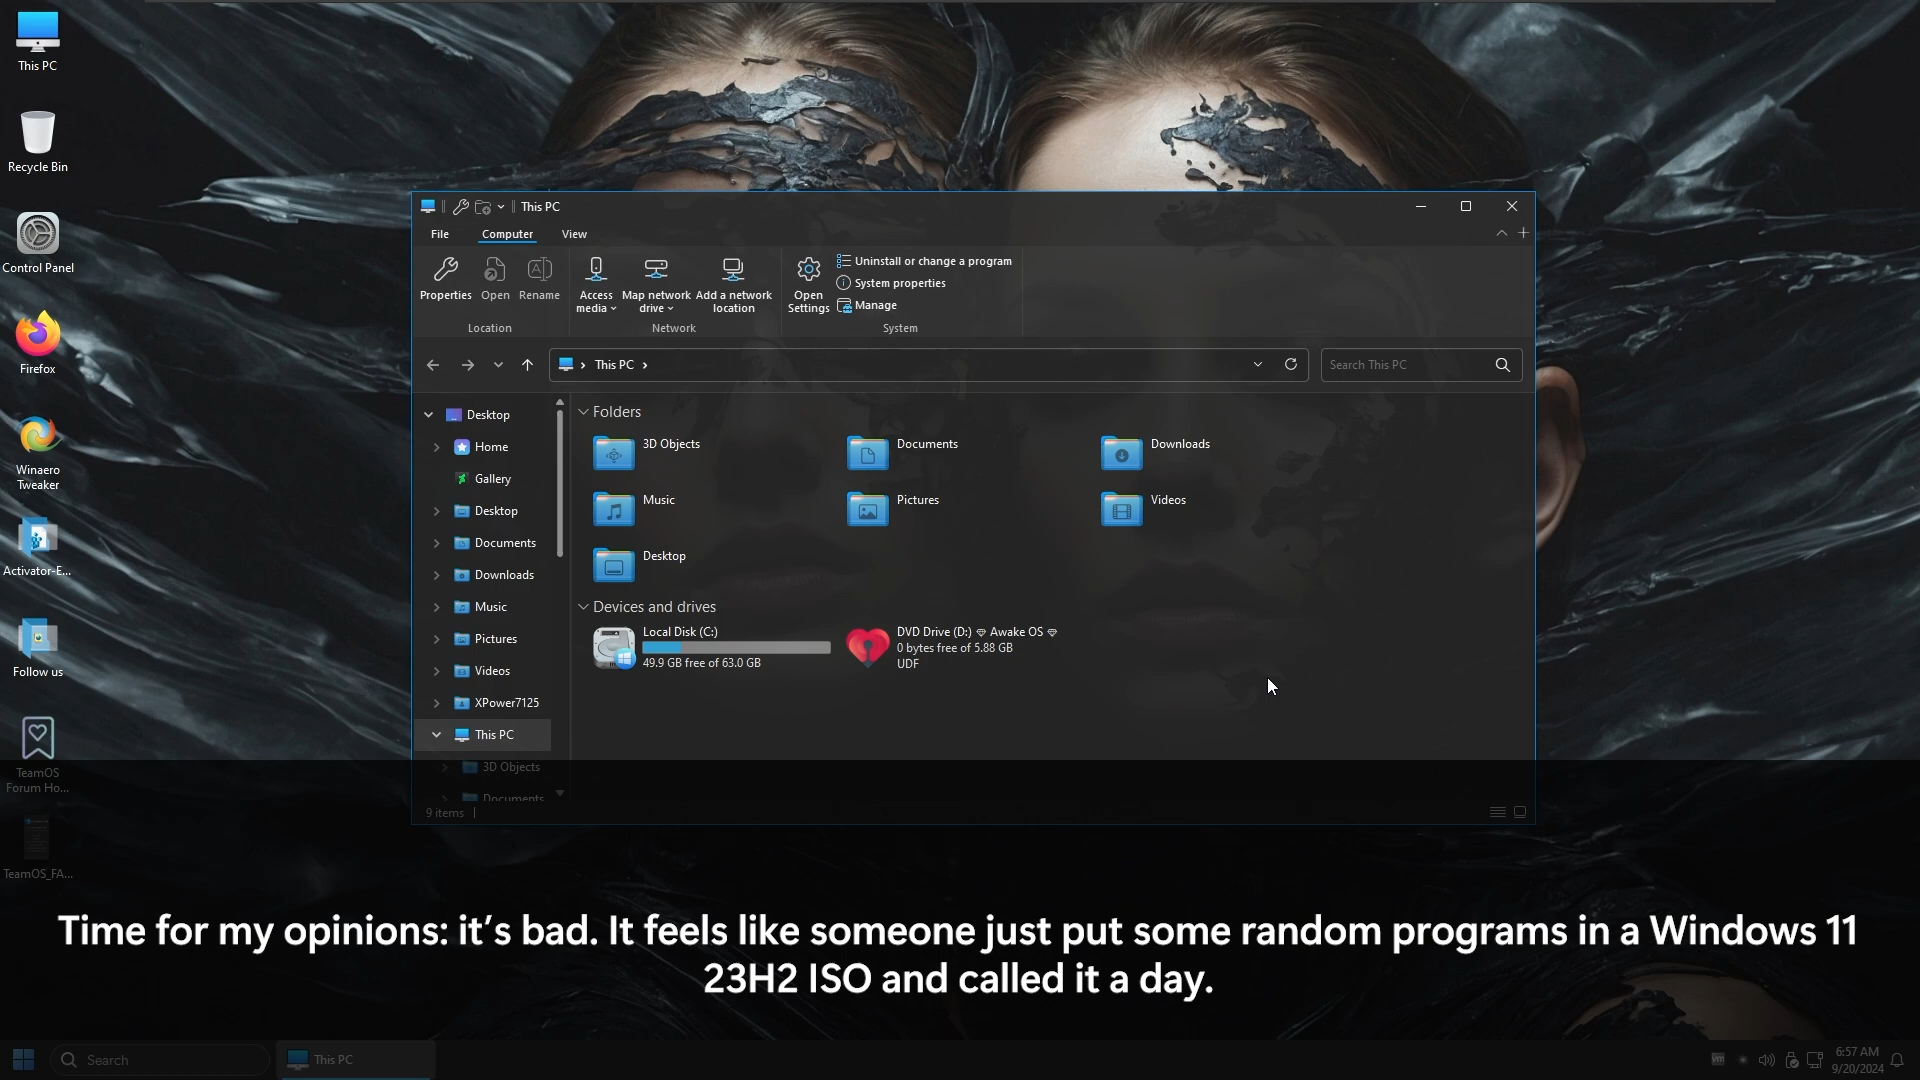 This PC
Recycle Bin
Control Panel
Firefox
Winaero
Tweaker
Activator-E...
Follow us
TeamOS
Forum Ho...
TeamOS_FA...
This PC
File
Computer
View
Properties
Open
Rename
Location
Access
media
Map network
drive
Add a network
location
Network
Open
Settings
Uninstall or change a program
System properties
Manage
System
This PC
Search This PC
Desktop
Home
Gallery
Desktop
Documents
Downloads
Music
Pictures
Videos
XPower7125
This PC
3D Objects
Documents
Folders
3D Objects
Documents
Downloads
Music
Pictures
Videos
Desktop
Devices and drives
Local Disk (C:)
49.9 GB free of 63.0 GB
DVD Drive (D:) 💎 Awake OS 💎
0 bytes free of 5.88 GB
UDF
9 items
Time for my opinions: it’s bad. It feels like someone just put some random programs in a Windows 11
23H2 ISO and called it a day.
Search
This PC
6:57 AM
9/20/2024